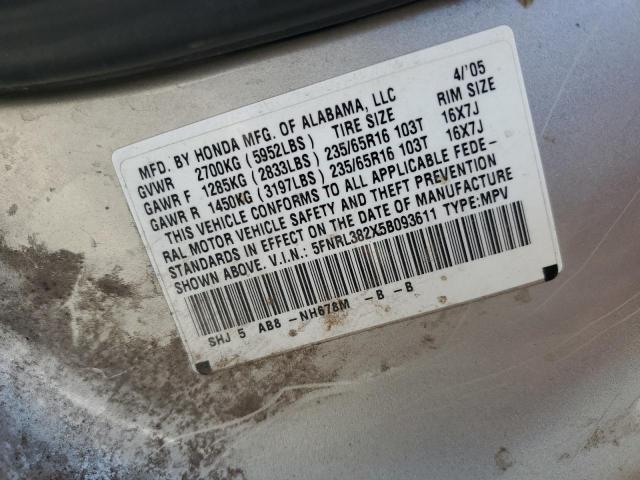 MFD. BY HONDA MFG. OF ALABAMA, LLC 4/'05
GVWR 2700KG (5952LBS) TIRE SIZE RIM SIZE
GAWR F 1285KG (2833LBS) 235/65R16 103T 16X7J
GAWR R 1450KG (3197LBS) 235/65R16 103T 16X7J
THIS VEHICLE CONFORMS TO ALL APPLICABLE FEDE-
RAL MOTOR VEHICLE SAFETY AND THEFT PREVENTION
STANDARDS IN EFFECT ON THE DATE OF MANUFACTURE
SHOWN ABOVE. V.I.N.: 5FNRL382X5B093611 TYPE:MPV
SHJ 5 AB8 -NH678M -B -B